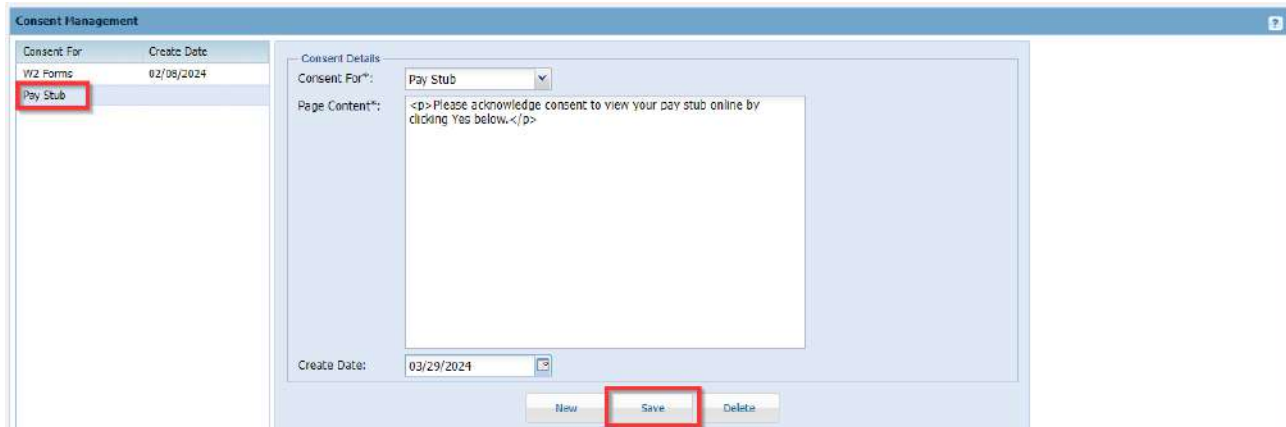 Consent Management
?
Consent For Create Date
W2 Forms 02/08/2024
Pay Stub
Consent Details
Consent For*: Pay Stub
Page Content*: <p>Please acknowledge consent to view your pay stub online by
clicking Yes below.</p>
Create Date: 03/29/2024
New Save Delete